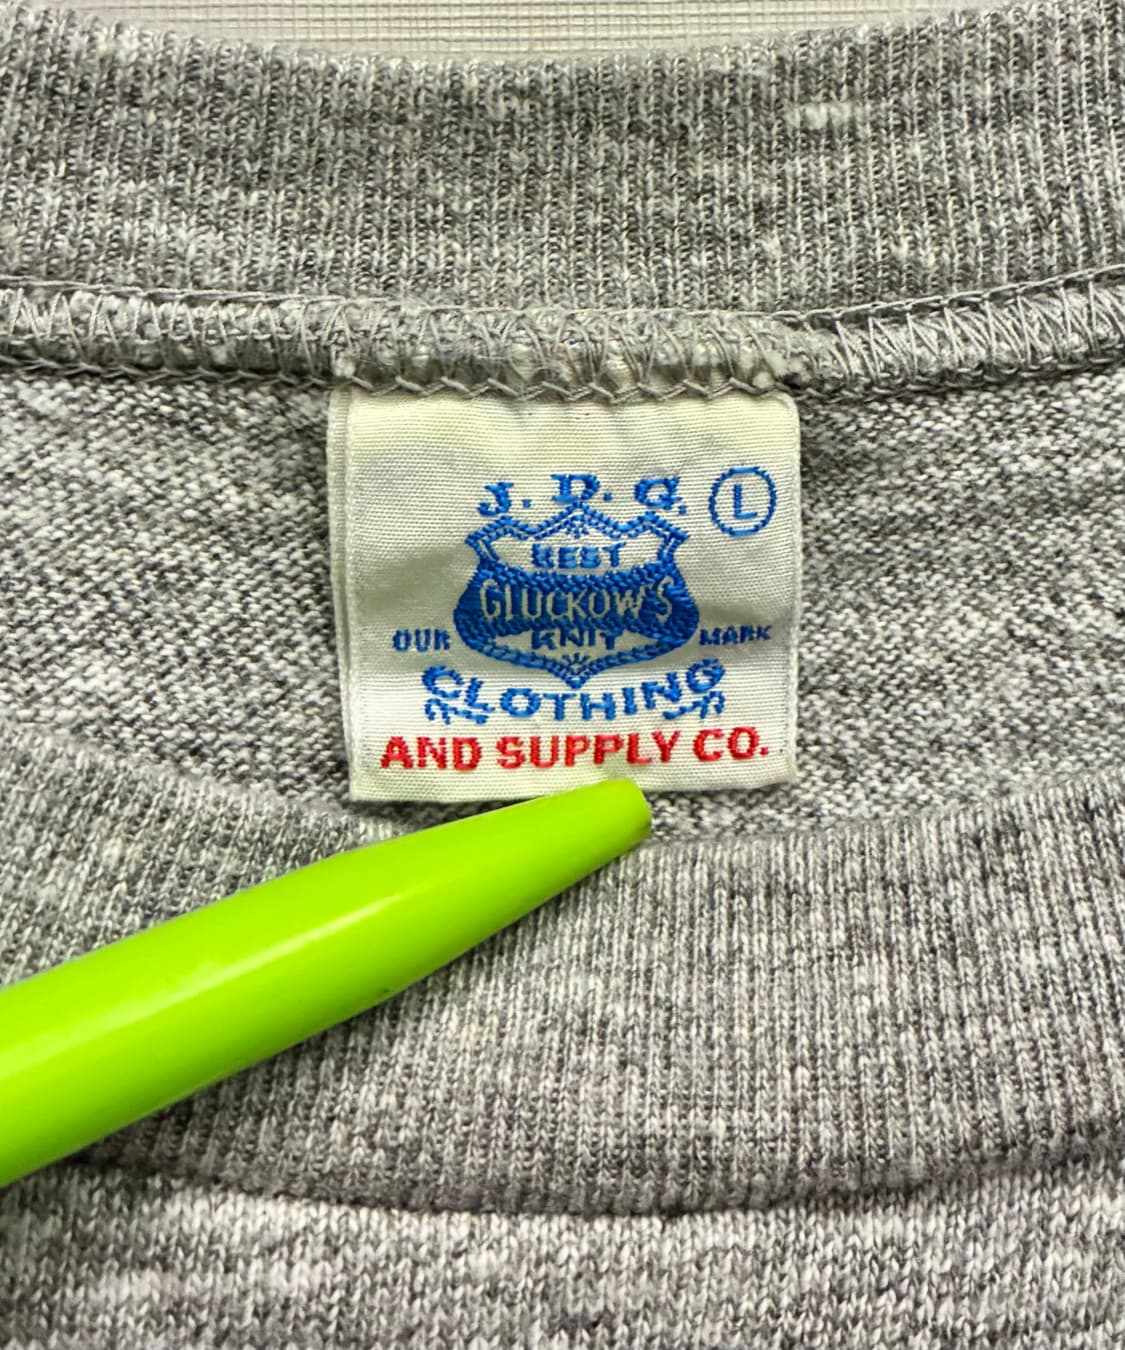 J. D. G.
L
BEST
GLUCKOW'S
KNIT
OUR MARK
CLOTHING
AND SUPPLY CO.